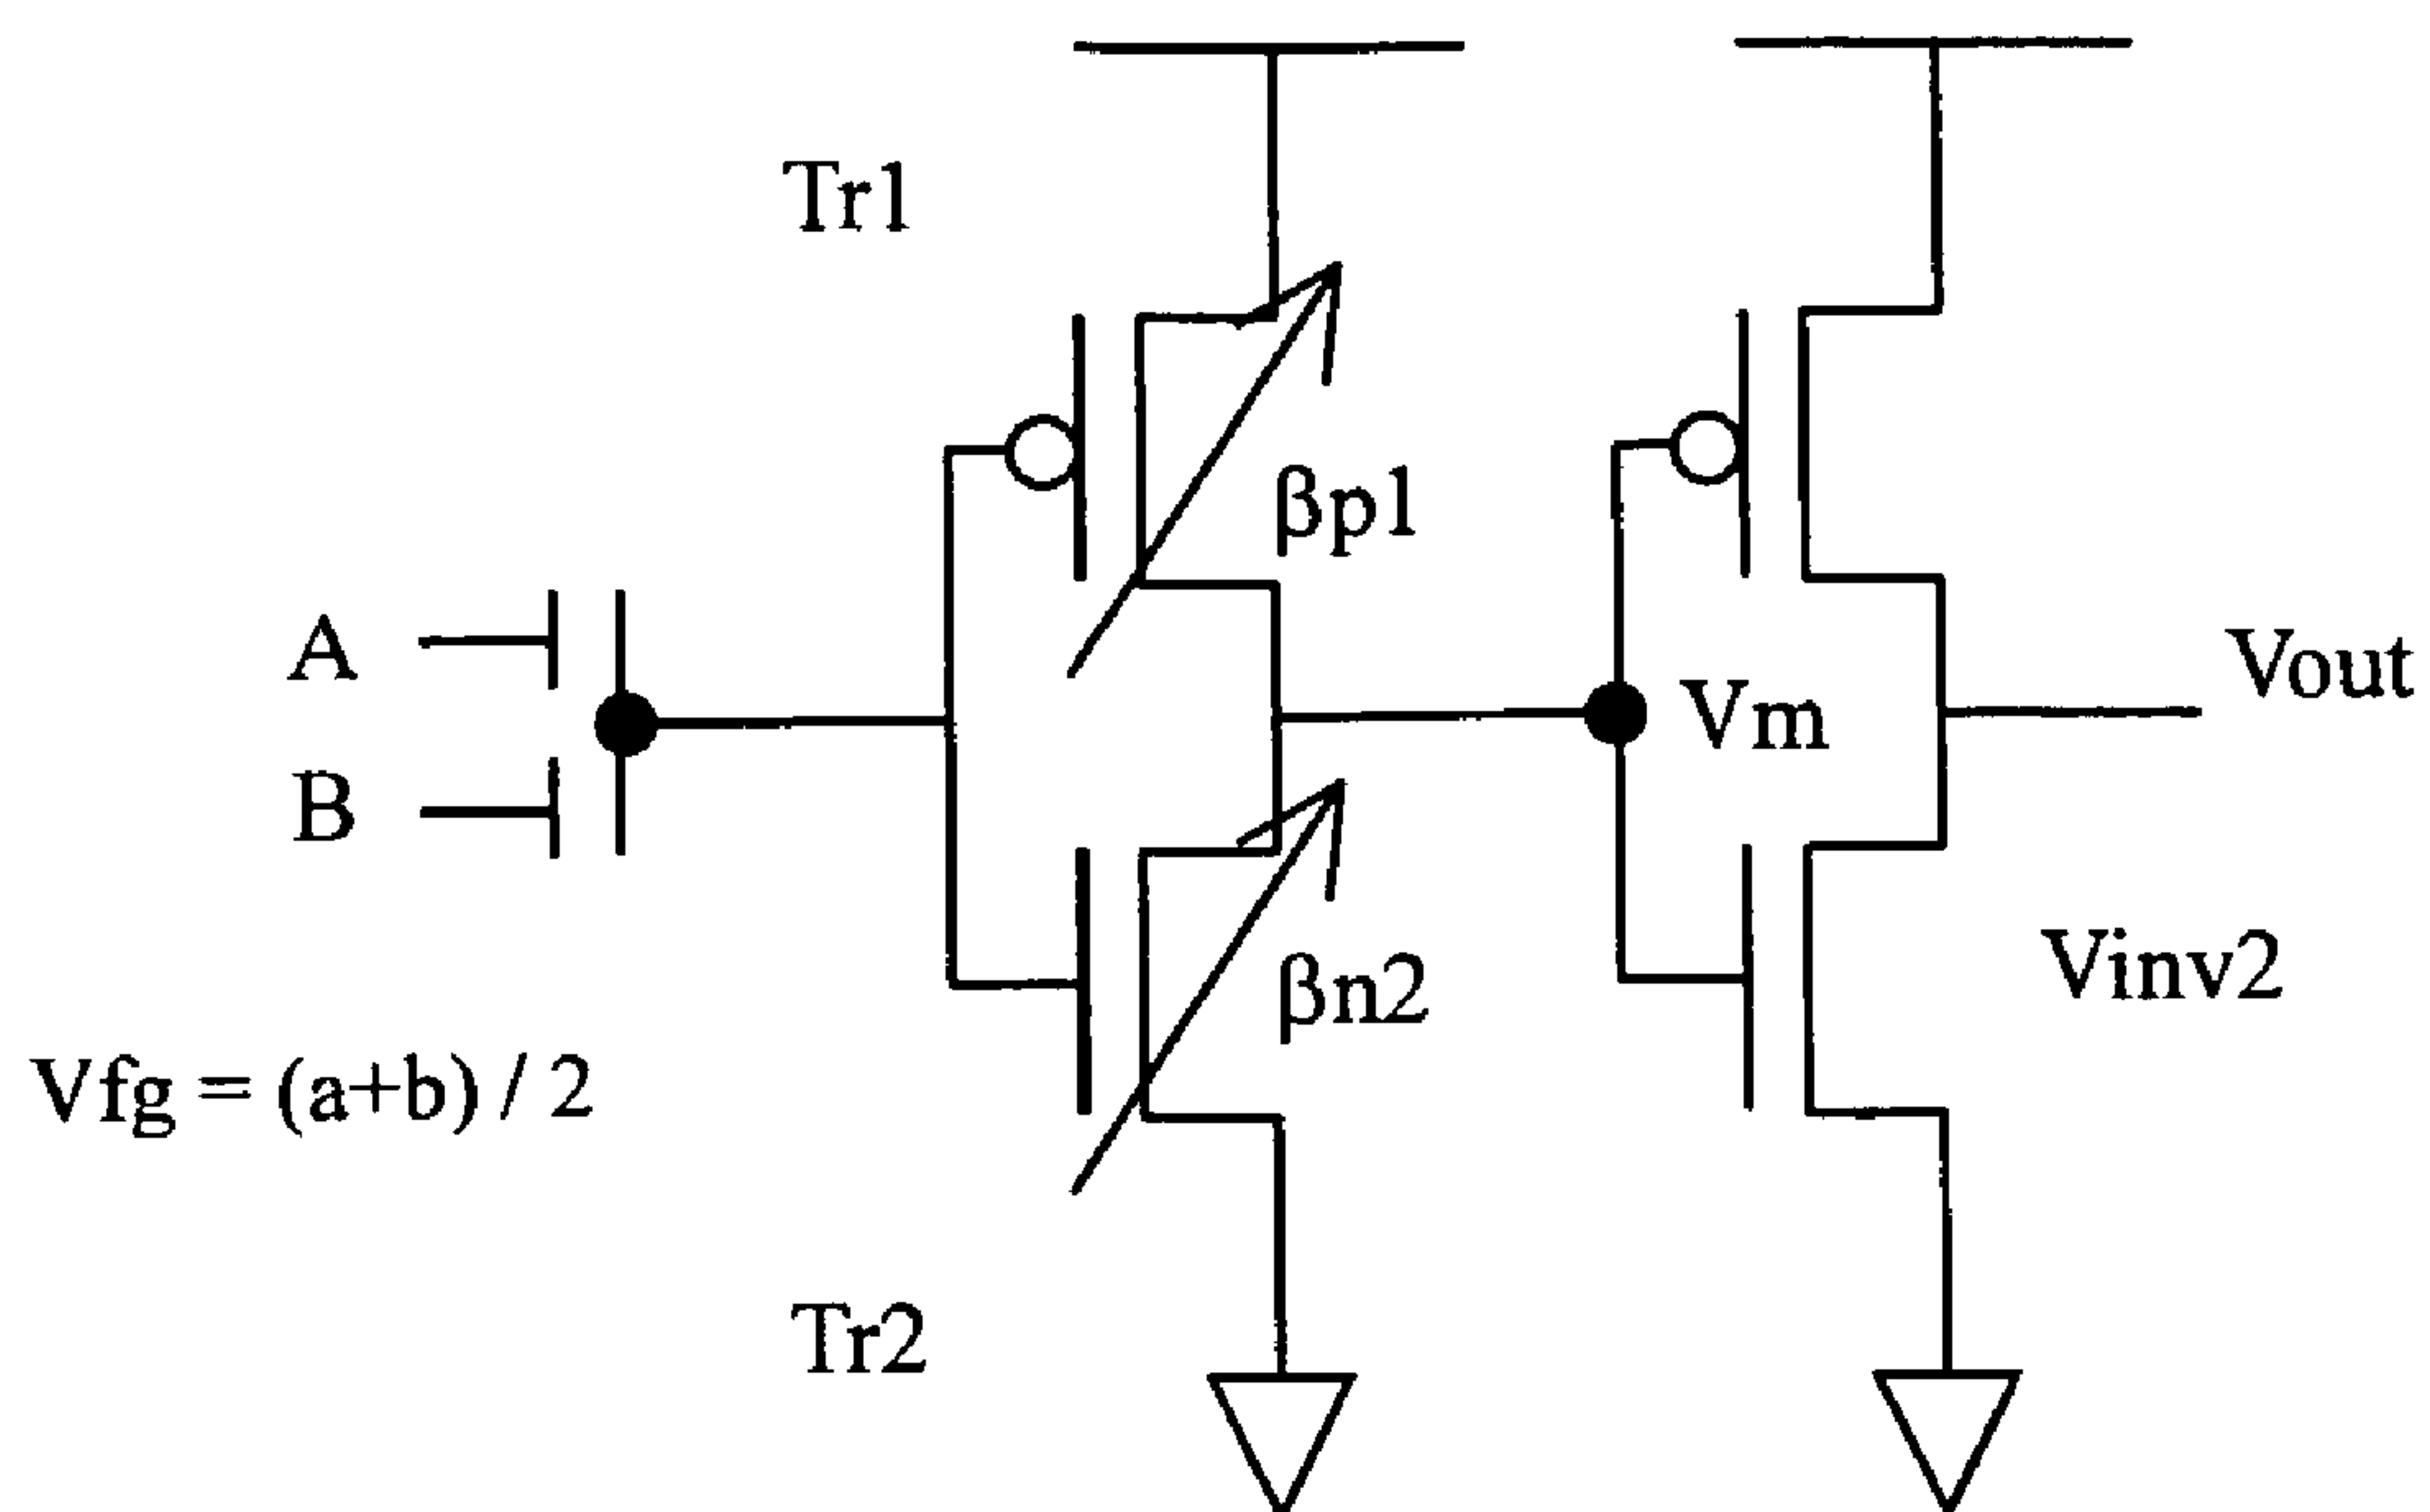 Tr1
βp1
A
Vout
Vm
B
βn2
Vinv2
Vfg = (a+b) / 2
Tr2